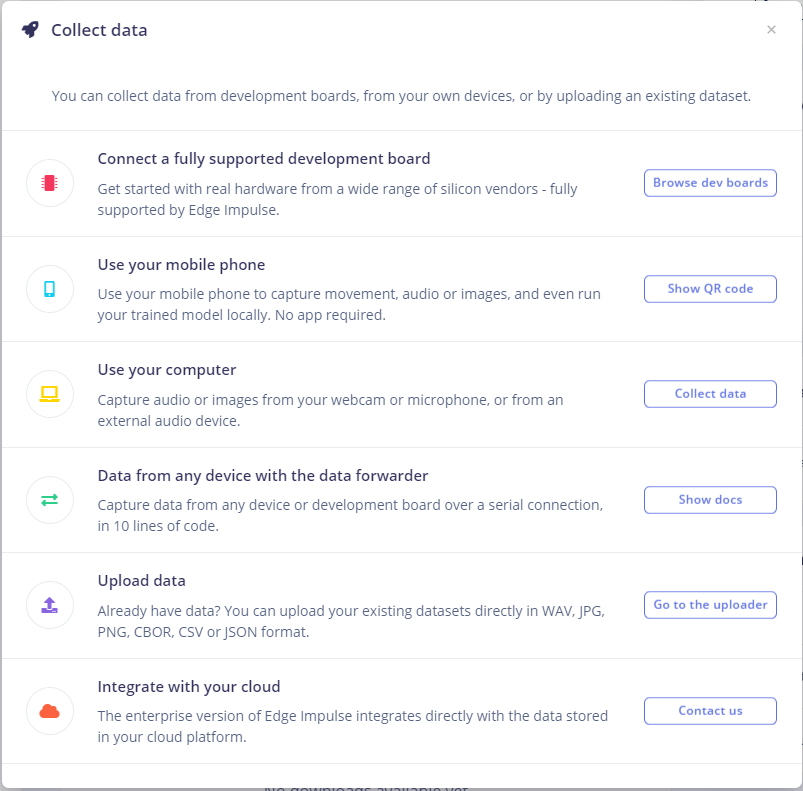 Collect data
×
You can collect data from development boards, from your own devices, or by uploading an existing dataset.
Connect a fully supported development board
Get started with real hardware from a wide range of silicon vendors - fully
supported by Edge Impulse.
Browse dev boards
Use your mobile phone
Use your mobile phone to capture movement, audio or images, and even run
your trained model locally. No app required.
Show QR code
Use your computer
Capture audio or images from your webcam or microphone, or from an
external audio device.
Collect data
Data from any device with the data forwarder
Capture data from any device or development board over a serial connection,
in 10 lines of code.
Show docs
Upload data
Already have data? You can upload your existing datasets directly in WAV, JPG,
PNG, CBOR, CSV or JSON format.
Go to the uploader
Integrate with your cloud
The enterprise version of Edge Impulse integrates directly with the data stored
in your cloud platform.
Contact us
No downloads available yet